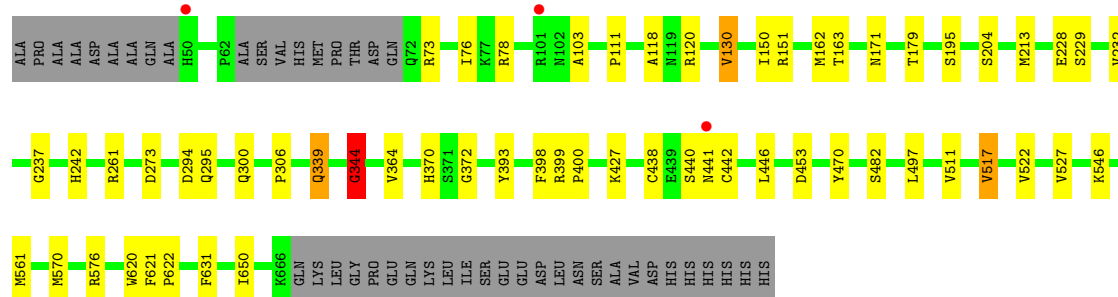 ALA PRO ALA ALA ALA ASP ALA ALA ALA GLN ALA H50 P62 ALA SER VAL HIS MET PRO THR ASP GLN Q72 R73 I76 K77 R78 R101 N102 A103 P111 A118 N119 R120 V130 I150 R151 M162 T163 N171 T179 S195 S204 M213 E228 S229
G237 H242 R261 D273 D294 Q295 Q300 P306 Q339 G344 V364 H370 S371 G372 Y393 F398 R399 P400 K427 C438 E439 S440 N441 C442 L446 D453 Y470 S482 L497 V511 V517 V522 V527 K546
M561 M570 R576 W620 F621 P622 F631 I650 K666 GLN LYS LEU GLY PRO GLU GLN LYS LEU ILE SER GLU GLU ASP LEU ASN SER ALA VAL ASP HIS HIS HIS HIS HIS HIS